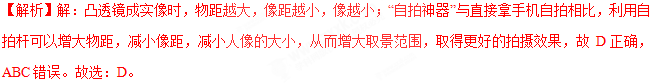 【解析】解：凸透镜成实像时，物距越大，像距越小，像越小；“自拍神器”与直接拿手机自拍相比，利用自
拍杆可以增大物距，减小像距，减小人像的大小，从而增大取景范围，取得更好的拍摄效果，故 D 正确，
ABC 错误。故选：D。